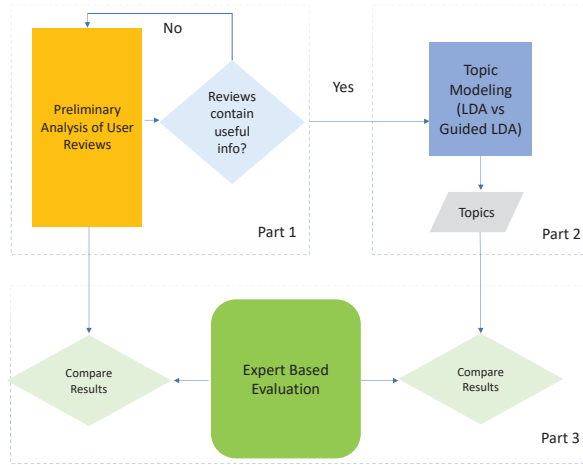 No
Preliminary
Analysis of User
Reviews
Reviews
contain
useful
info?
Yes
Topic
Modeling
(LDA vs
Guided LDA)
Topics
Part 1
Part 2
Compare
Results
Expert Based
Evaluation
Compare
Results
Part 3